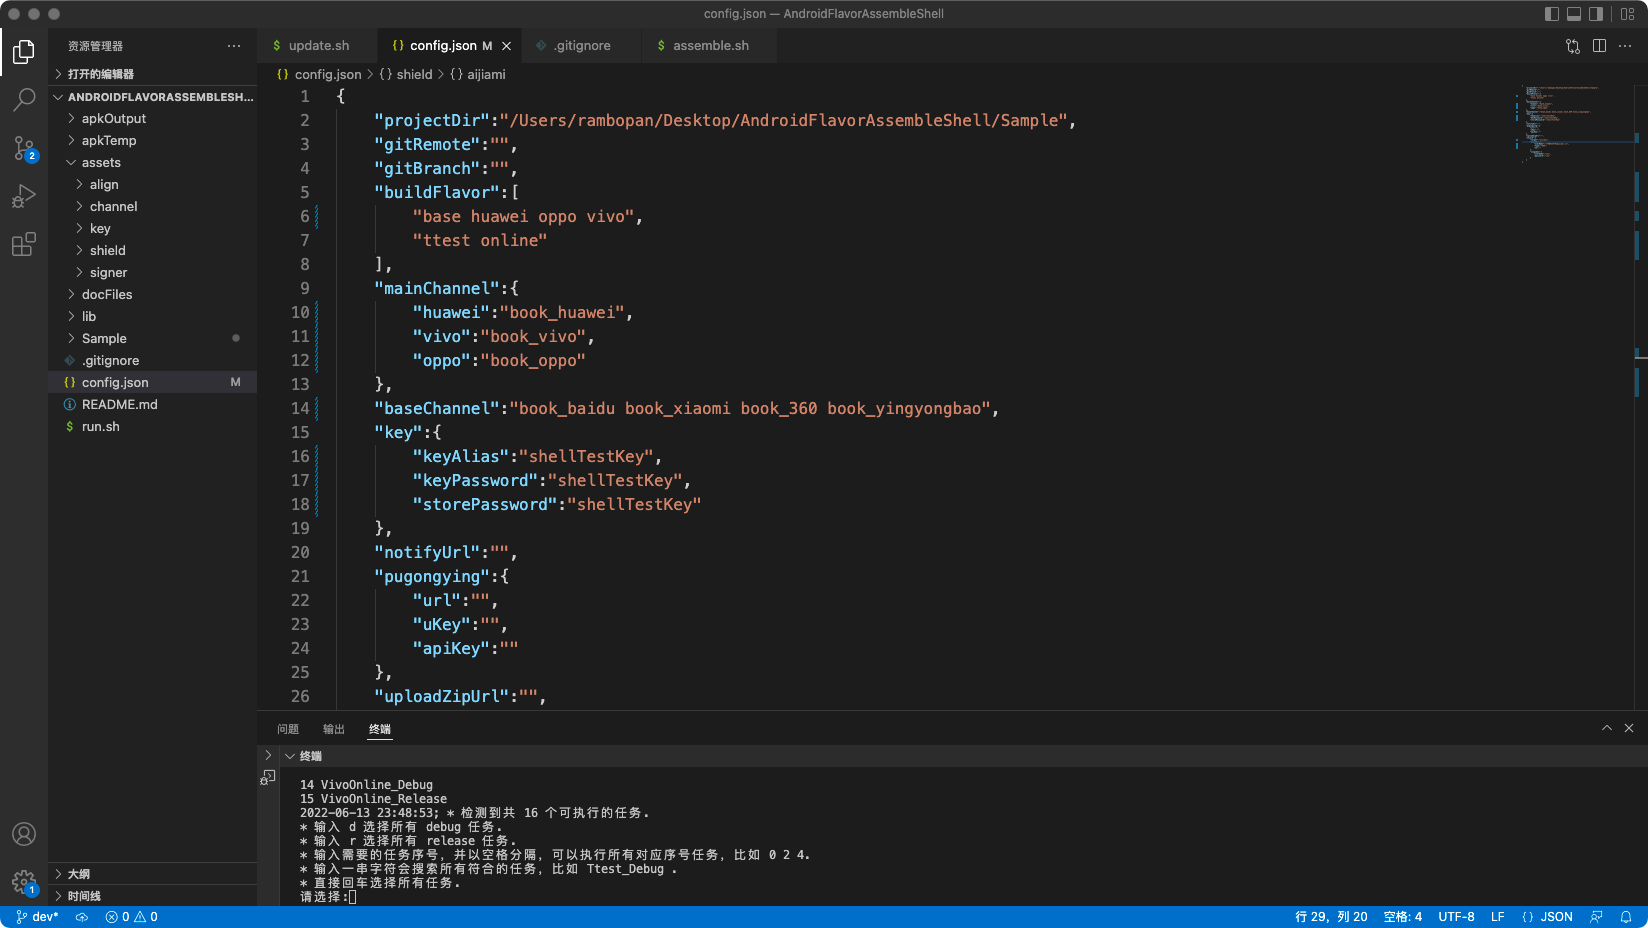 config.json — AndroidFlavorAssembleShell
资源管理器
打开的编辑器
ANDROIDFLAVORASSEMBLESH...
apkOutput
apkTemp
assets
align
channel
key
shield
signer
docFiles
lib
Sample
.gitignore
config.json M
README.md
run.sh
大纲
时间线
2
1
$ update.sh
{} config.json M
.gitignore
$ assemble.sh
{} config.json > {} shield > {} aijiami
1 {
2 "projectDir":"/Users/rambopan/Desktop/AndroidFlavorAssembleShell/Sample",
3 "gitRemote":"",
4 "gitBranch":"",
5 "buildFlavor":[
6 "base huawei oppo vivo",
7 "ttest online"
8 ],
9 "mainChannel":{
10 "huawei":"book_huawei",
11 "vivo":"book_vivo",
12 "oppo":"book_oppo"
13 },
14 "baseChannel":"book_baidu book_xiaomi book_360 book_yingyongbao",
15 "key":{
16 "keyAlias":"shellTestKey",
17 "keyPassword":"shellTestKey",
18 "storePassword":"shellTestKey"
19 },
20 "notifyUrl":"",
21 "pugongying":{
22 "url":"",
23 "uKey":"",
24 "apiKey":""
25 },
26 "uploadZipUrl":"",
问题 输出 终端
终端
14 VivoOnline_Debug
15 VivoOnline_Release
2022-06-13 23:48:53; * 检测到共 16 个可执行的任务.
* 输入 d 选择所有 debug 任务.
* 输入 r 选择所有 release 任务.
* 输入需要的任务序号, 并以空格分隔, 可以执行所有对应序号任务, 比如 0 2 4.
* 输入一串字符会搜索所有符合的任务, 比如 Ttest_Debug .
* 直接回车选择所有任务.
请选择:
dev* 0 0 行 29，列 20 空格: 4 UTF-8 LF {} JSON